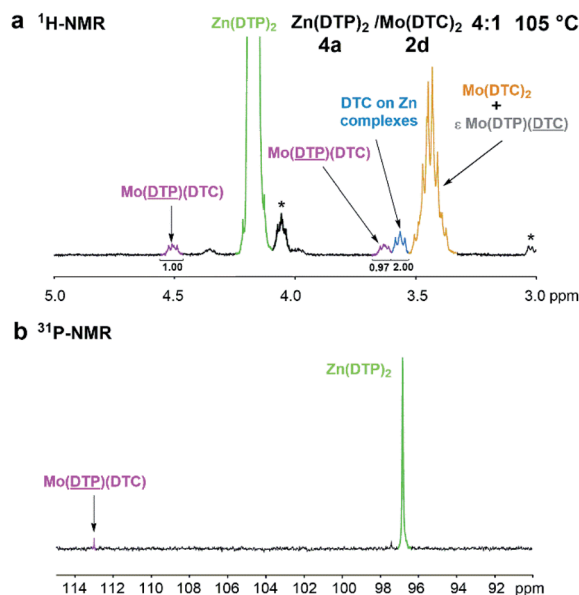 a ¹H-NMR
Zn(DTP)₂
Zn(DTP)₂ /Mo(DTC)₂ 4:1 105 °C
4a 2d
Mo(DTC)₂
+
ε Mo(DTP)(DTC)
DTC on Zn
complexes
Mo(DTP)(DTC)
Mo(DTP)(DTC)
* *
1.00 0.97 2.00
5.0 4.5 4.0 3.5 3.0 ppm
b ³¹P-NMR
Zn(DTP)₂
Mo(DTP)(DTC)
114 112 110 108 106 104 102 100 98 96 94 92 ppm